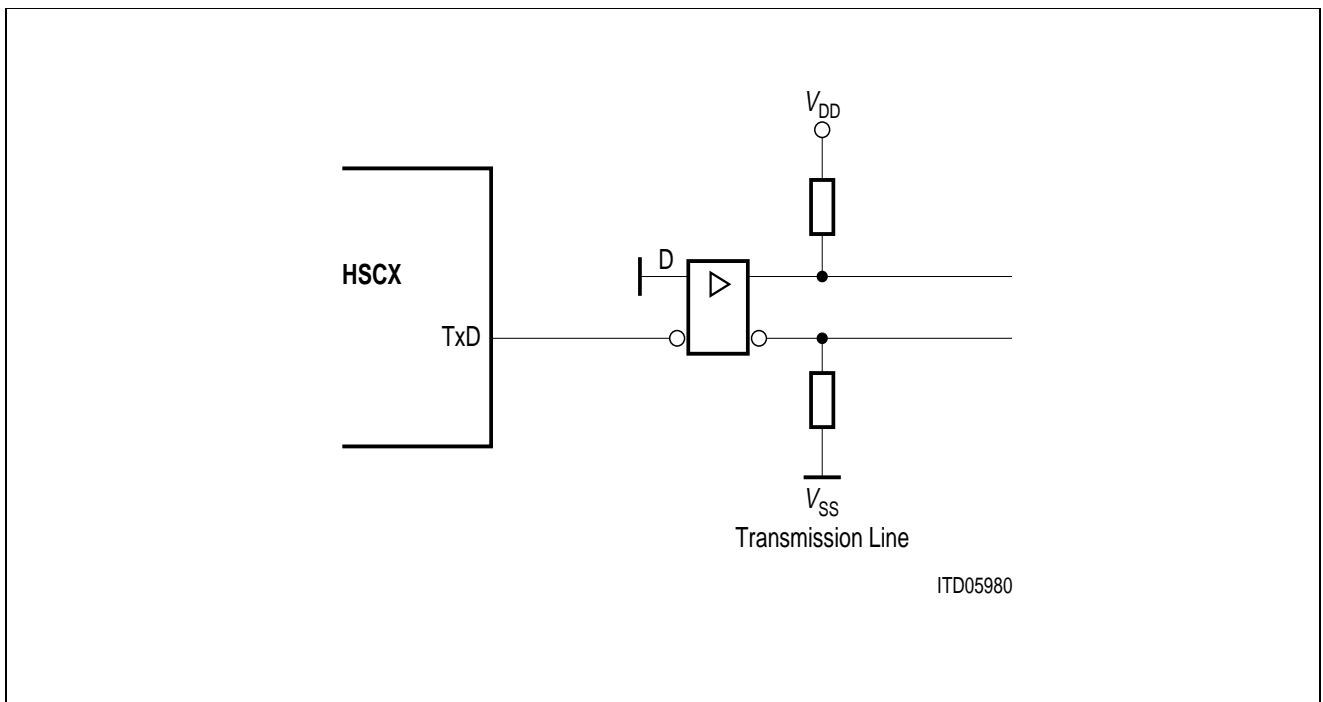 V_DD
D
HSCX
TxD
V_SS
Transmission Line
ITD05980